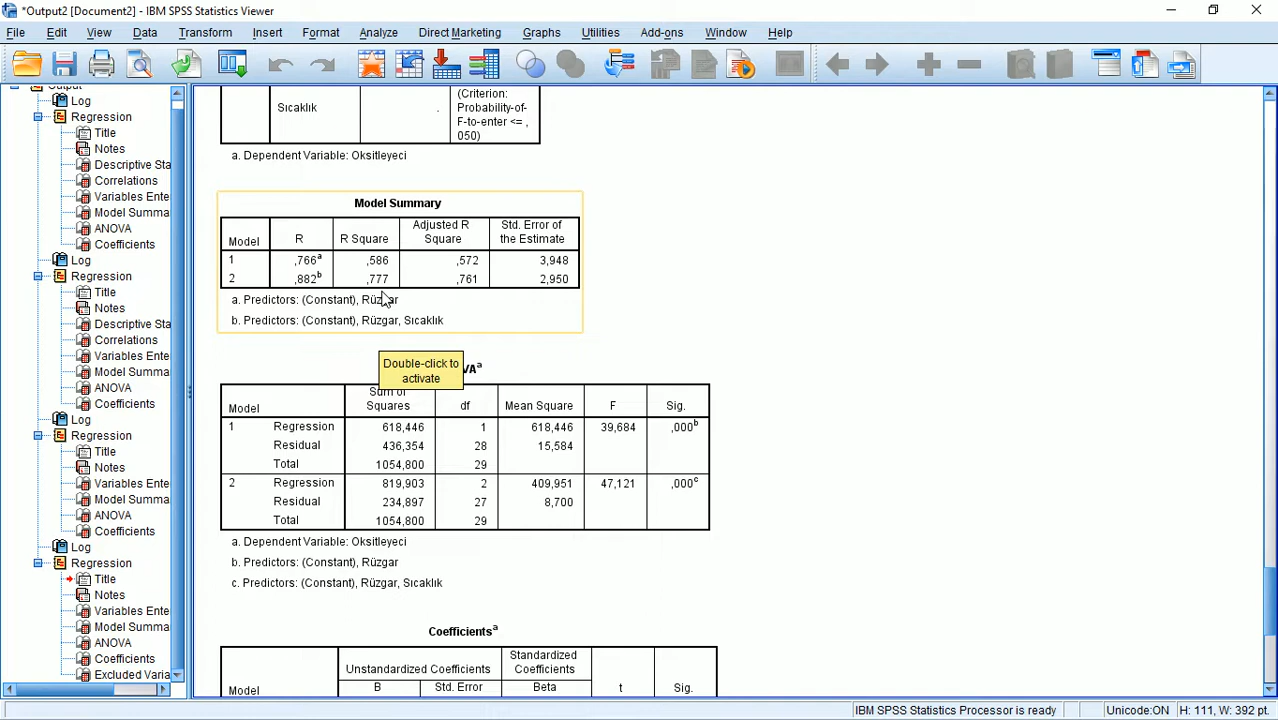 *Output2 [Document2] - IBM SPSS Statistics Viewer
File Edit View Data Transform Insert Format Analyze Direct Marketing Graphs Utilities Add-ons Window Help
Output
Log
Regression
Title
Notes
Descriptive Sta
Correlations
Variables Ente
Model Summa
ANOVA
Coefficients
Log
Regression
Title
Notes
Descriptive Sta
Correlations
Variables Ente
Model Summa
ANOVA
Coefficients
Log
Regression
Title
Notes
Variables Ente
Model Summa
ANOVA
Coefficients
Log
Regression
Title
Notes
Variables Ente
Model Summa
ANOVA
Coefficients
Excluded Varia
(Criterion:
Sıcaklık . Probability-of-
F-to-enter <= ,
050)
a. Dependent Variable: Oksitleyeci
Model Summary
Model R R Square Adjusted R Square Std. Error of the Estimate
1 ,766a ,586 ,572 3,948
2 ,882b ,777 ,761 2,950
a. Predictors: (Constant), Rüzgar
b. Predictors: (Constant), Rüzgar, Sıcaklık
Double-click to
activate
VAa
Model Sum of Squares df Mean Square F Sig.
1 Regression 618,446 1 618,446 39,684 ,000b
Residual 436,354 28 15,584
Total 1054,800 29
2 Regression 819,903 2 409,951 47,121 ,000c
Residual 234,897 27 8,700
Total 1054,800 29
a. Dependent Variable: Oksitleyeci
b. Predictors: (Constant), Rüzgar
c. Predictors: (Constant), Rüzgar, Sıcaklık
Coefficientsa
Unstandardized Coefficients Standardized Coefficients
Model B Std. Error Beta t Sig.
IBM SPSS Statistics Processor is ready Unicode:ON H: 111, W: 392 pt.